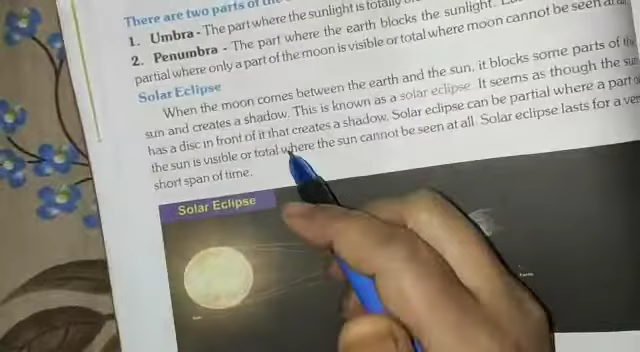 There are two parts of the
1. Umbra - The part where the sunlight is totally
2. Penumbra - The part where the earth blocks the sunlight.
partial where only a part of the moon is visible or total where moon cannot be seen at all
Solar Eclipse
When the moon comes between the earth and the sun, it blocks some parts of the
sun and creates a shadow. This is known as a solar eclipse. It seems as though the sun
has a disc in front of it that creates a shadow. Solar eclipse can be partial where a part of
the sun is visible or total where the sun cannot be seen at all. Solar eclipse lasts for a very
short span of time.
Solar Eclipse